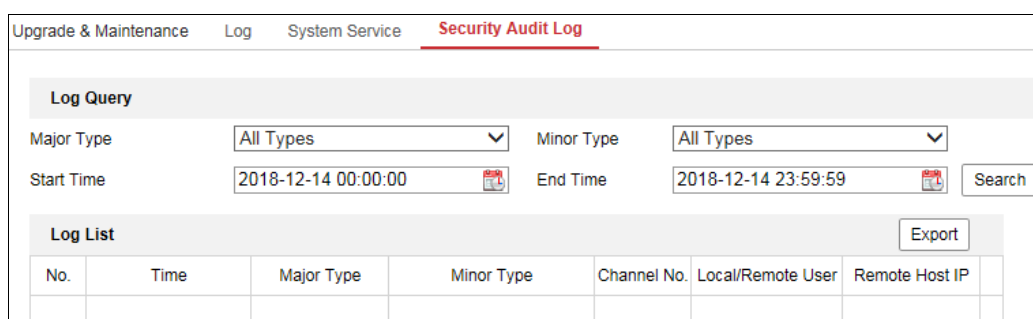 Upgrade & Maintenance Log System Service Security Audit Log
Log Query
Major Type All Types Minor Type All Types
Start Time 2018-12-14 00:00:00 End Time 2018-12-14 23:59:59 Search
Log List Export
No. Time Major Type Minor Type Channel No. Local/Remote User Remote Host IP